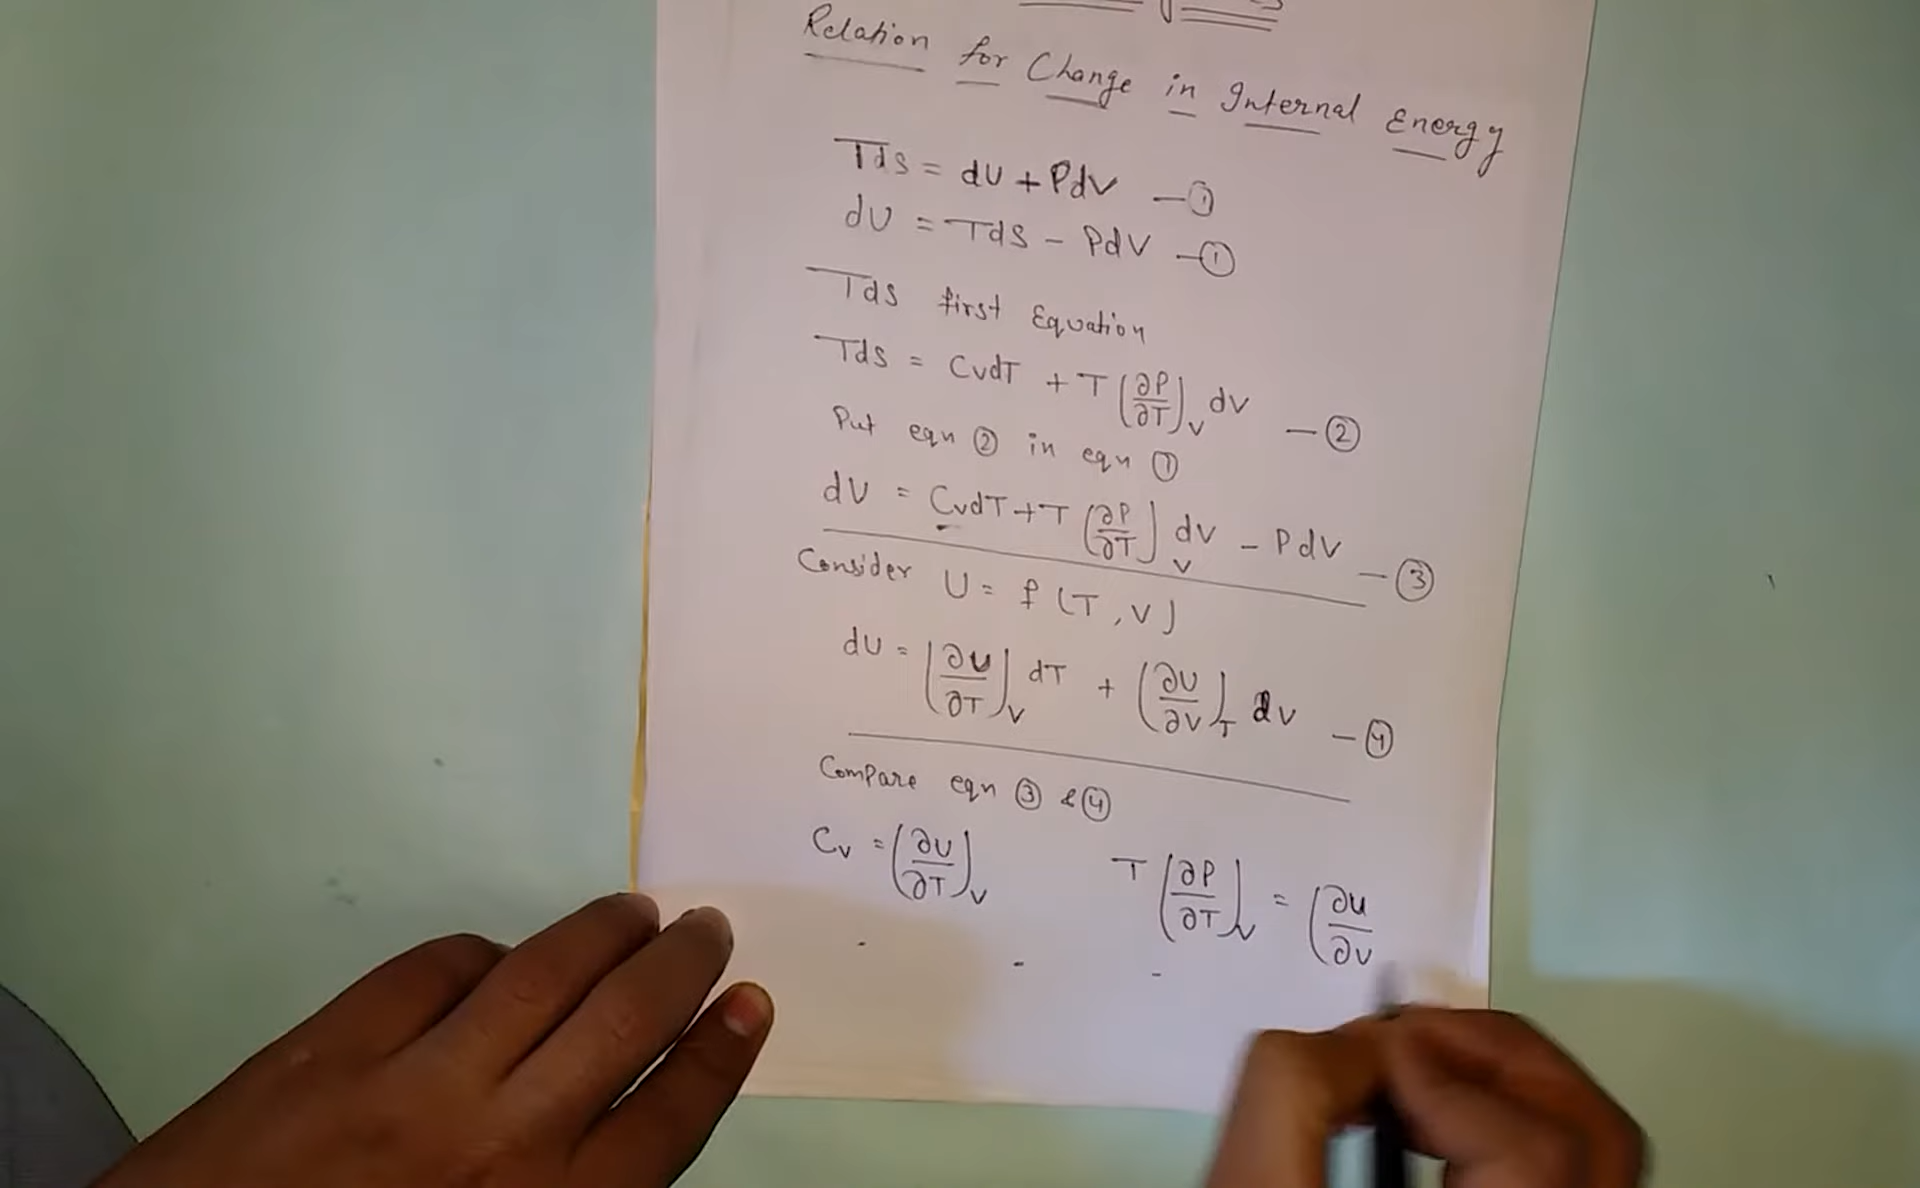 Relation for Change in Internal Energy
Tds = dU + PdV — ①
dU = Tds - PdV — ①
Tds first Equation
Tds = CvdT + T (∂P/∂T)v dV — ②
Put eqn ② in eqn ①
dU = CvdT + T (∂P/∂T)v dV - PdV — ③
Consider U = f (T, V)
dU = (∂U/∂T)v dT + (∂U/∂V)T dV — ④
Compare eqn ③ & ④
Cv = (∂U/∂T)v T (∂P/∂T)v = (∂U/∂V